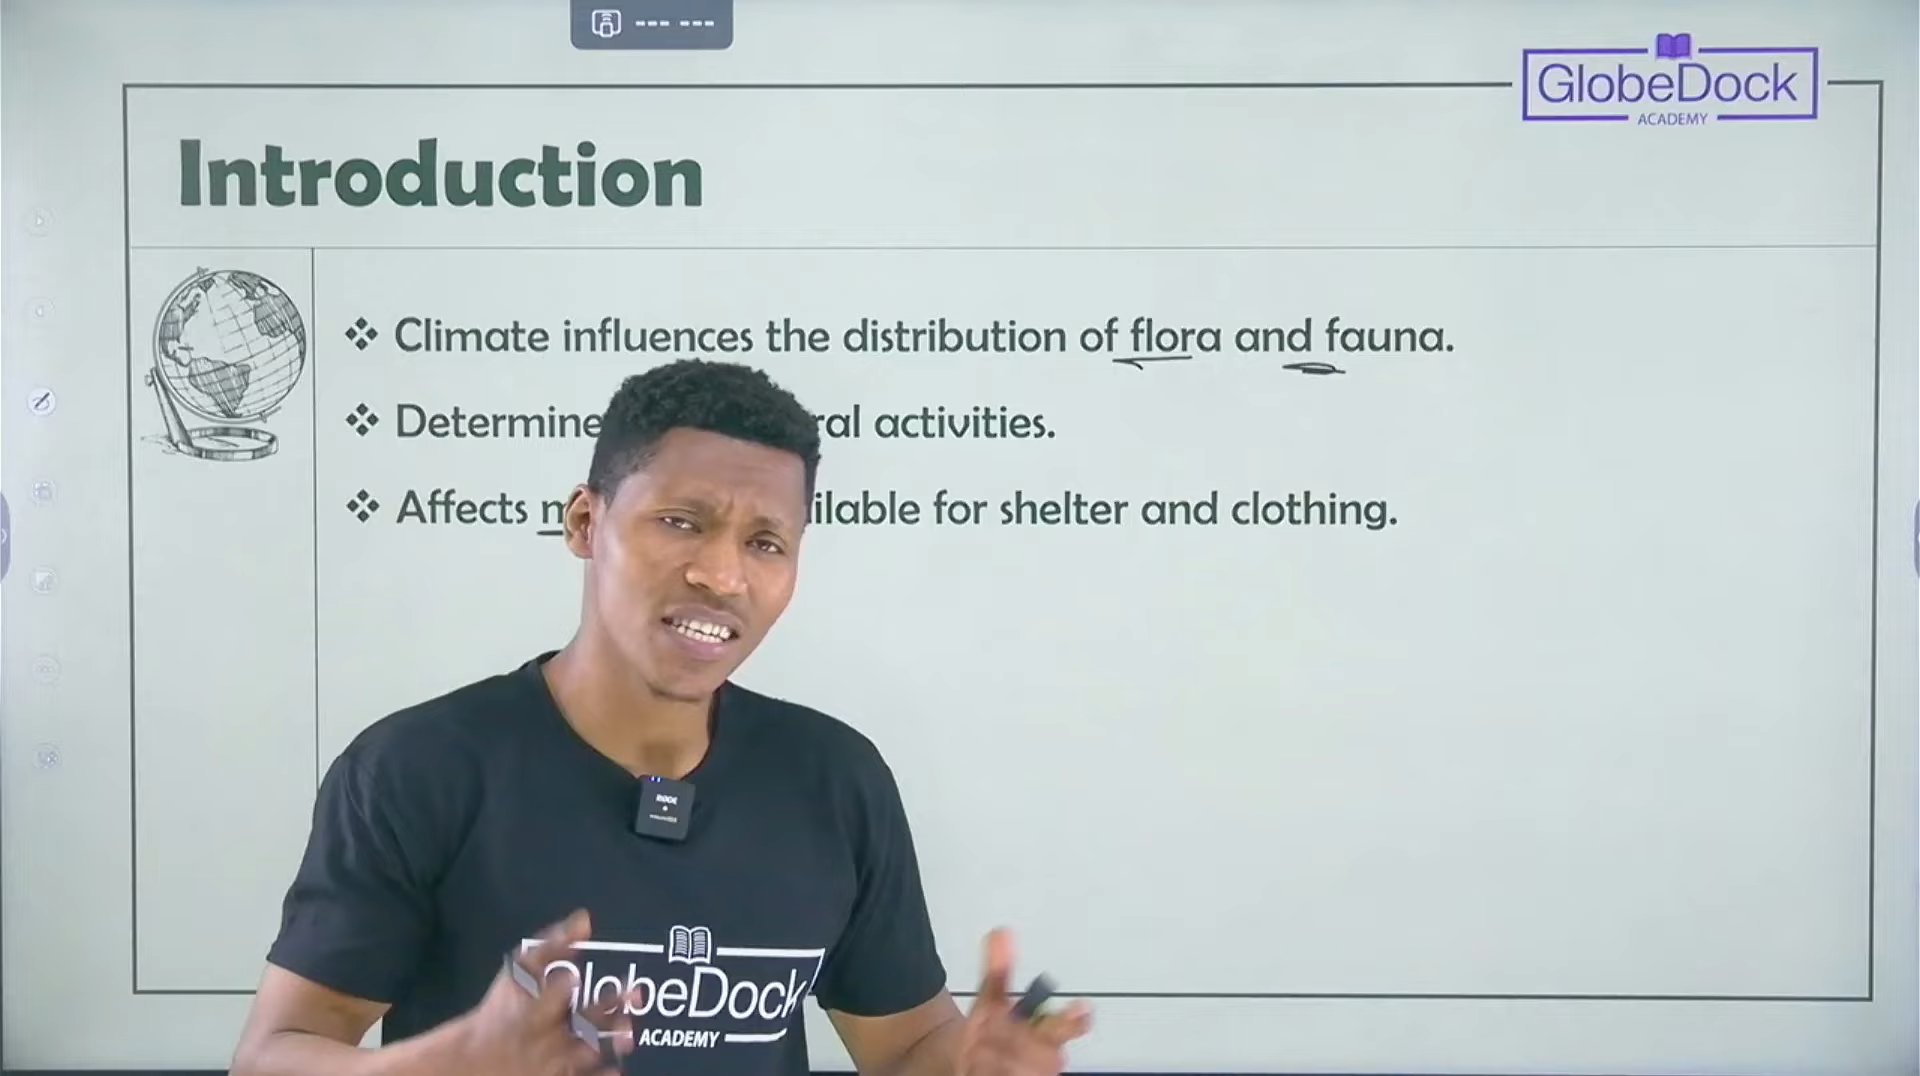 GlobeDock
ACADEMY
Introduction
❖ Climate influences the distribution of flora and fauna.
❖ Determine ral activities.
❖ Affects m ilable for shelter and clothing.
RODE
GlobeDock
ACADEMY